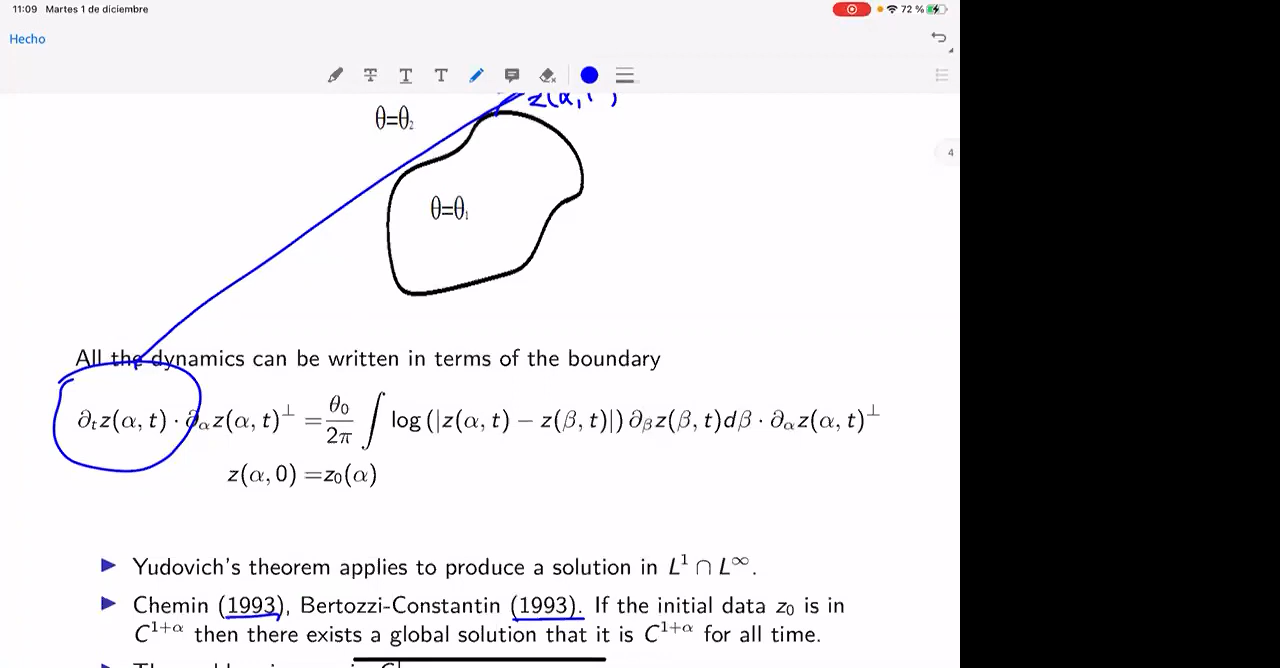 11:09 Martes 1 de diciembre
72 %
Hecho
z(α,
θ=θ₂
4
θ=θ₁
All the dynamics can be written in terms of the boundary
∂ₜz(α, t) · ∂_αz(α, t)^⊥ = θ₀/2π ∫ log (|z(α, t) − z(β, t)|) ∂_βz(β, t)dβ · ∂_αz(α, t)^⊥
z(α, 0) =z₀(α)
▶ Yudovich's theorem applies to produce a solution in L¹ ∩ L^∞.
▶ Chemin (1993), Bertozzi-Constantin (1993). If the initial data z₀ is in
C^{1+α} then there exists a global solution that it is C^{1+α} for all time.